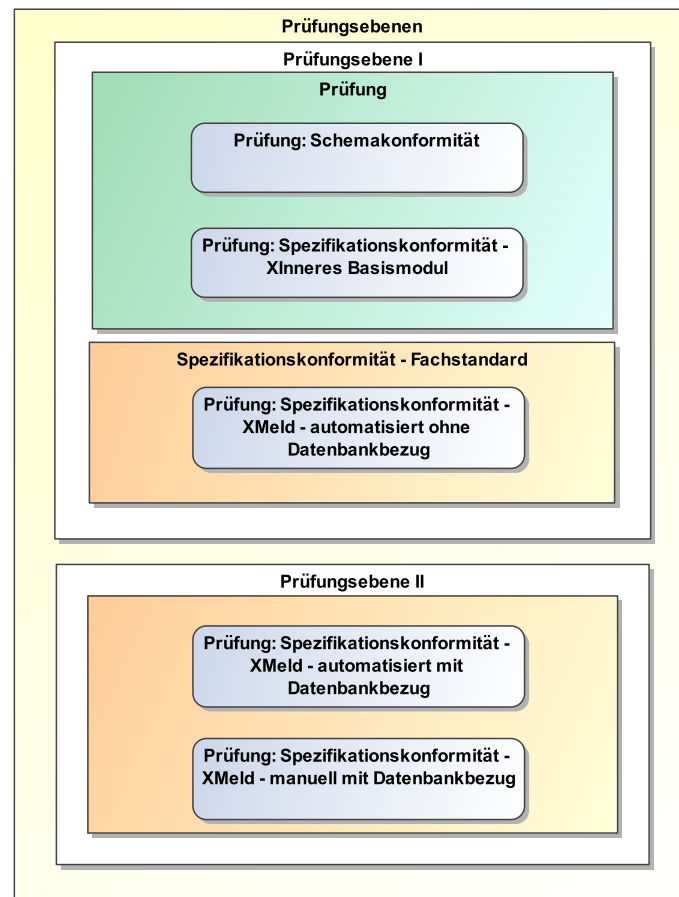 Prüfungsebenen
Prüfungsebene I
Prüfung
Prüfung: Schemakonformität
Prüfung: Spezifikationskonformität -
XInneres Basismodul
Spezifikationskonformität - Fachstandard
Prüfung: Spezifikationskonformität -
XMeld - automatisiert ohne
Datenbankbezug
Prüfungsebene II
Prüfung: Spezifikationskonformität -
XMeld - automatisiert mit
Datenbankbezug
Prüfung: Spezifikationskonformität -
XMeld - manuell mit Datenbankbezug